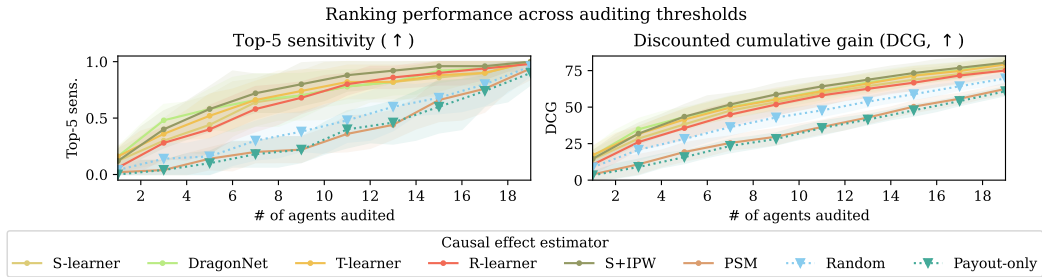 Ranking performance across auditing thresholds
Top-5 sensitivity (↑)
Discounted cumulative gain (DCG, ↑)
Top-5 sens.
1.0
0.5
0.0
2 4 6 8 10 12 14 16 18
# of agents audited
DCG
75
50
25
0
2 4 6 8 10 12 14 16 18
# of agents audited
Causal effect estimator
S-learner DragonNet T-learner R-learner S+IPW PSM Random Payout-only